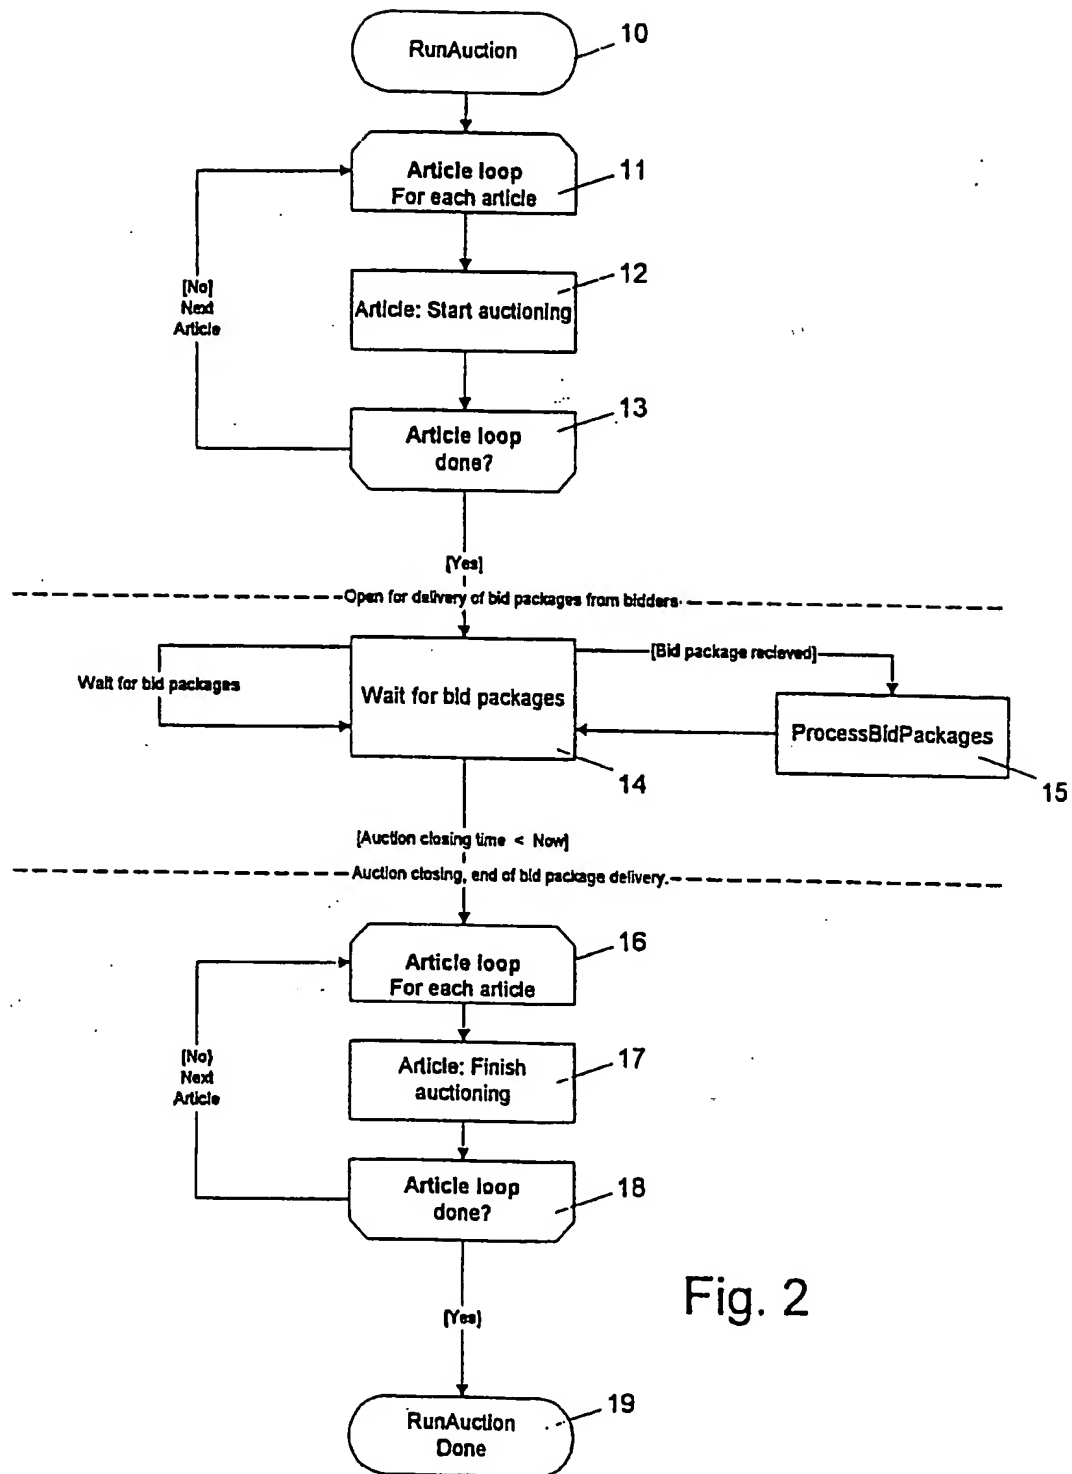 RunAuction
10
Article loop
For each article
11
12
Article: Start auctioning
[No]
Next
Article
13
Article loop
done?
[Yes]
Open for delivery of bid packages from bidders
[Bid package recieved]
Wait for bid packages
Wait for bid packages
ProcessBidPackages
14
15
[Auction closing time < Now]
Auction closing, end of bid package delivery.
16
Article loop
For each article
17
Article: Finish
auctioning
[No]
Next
Article
Article loop
done?
18
Fig. 2
[Yes]
19
RunAuction
Done